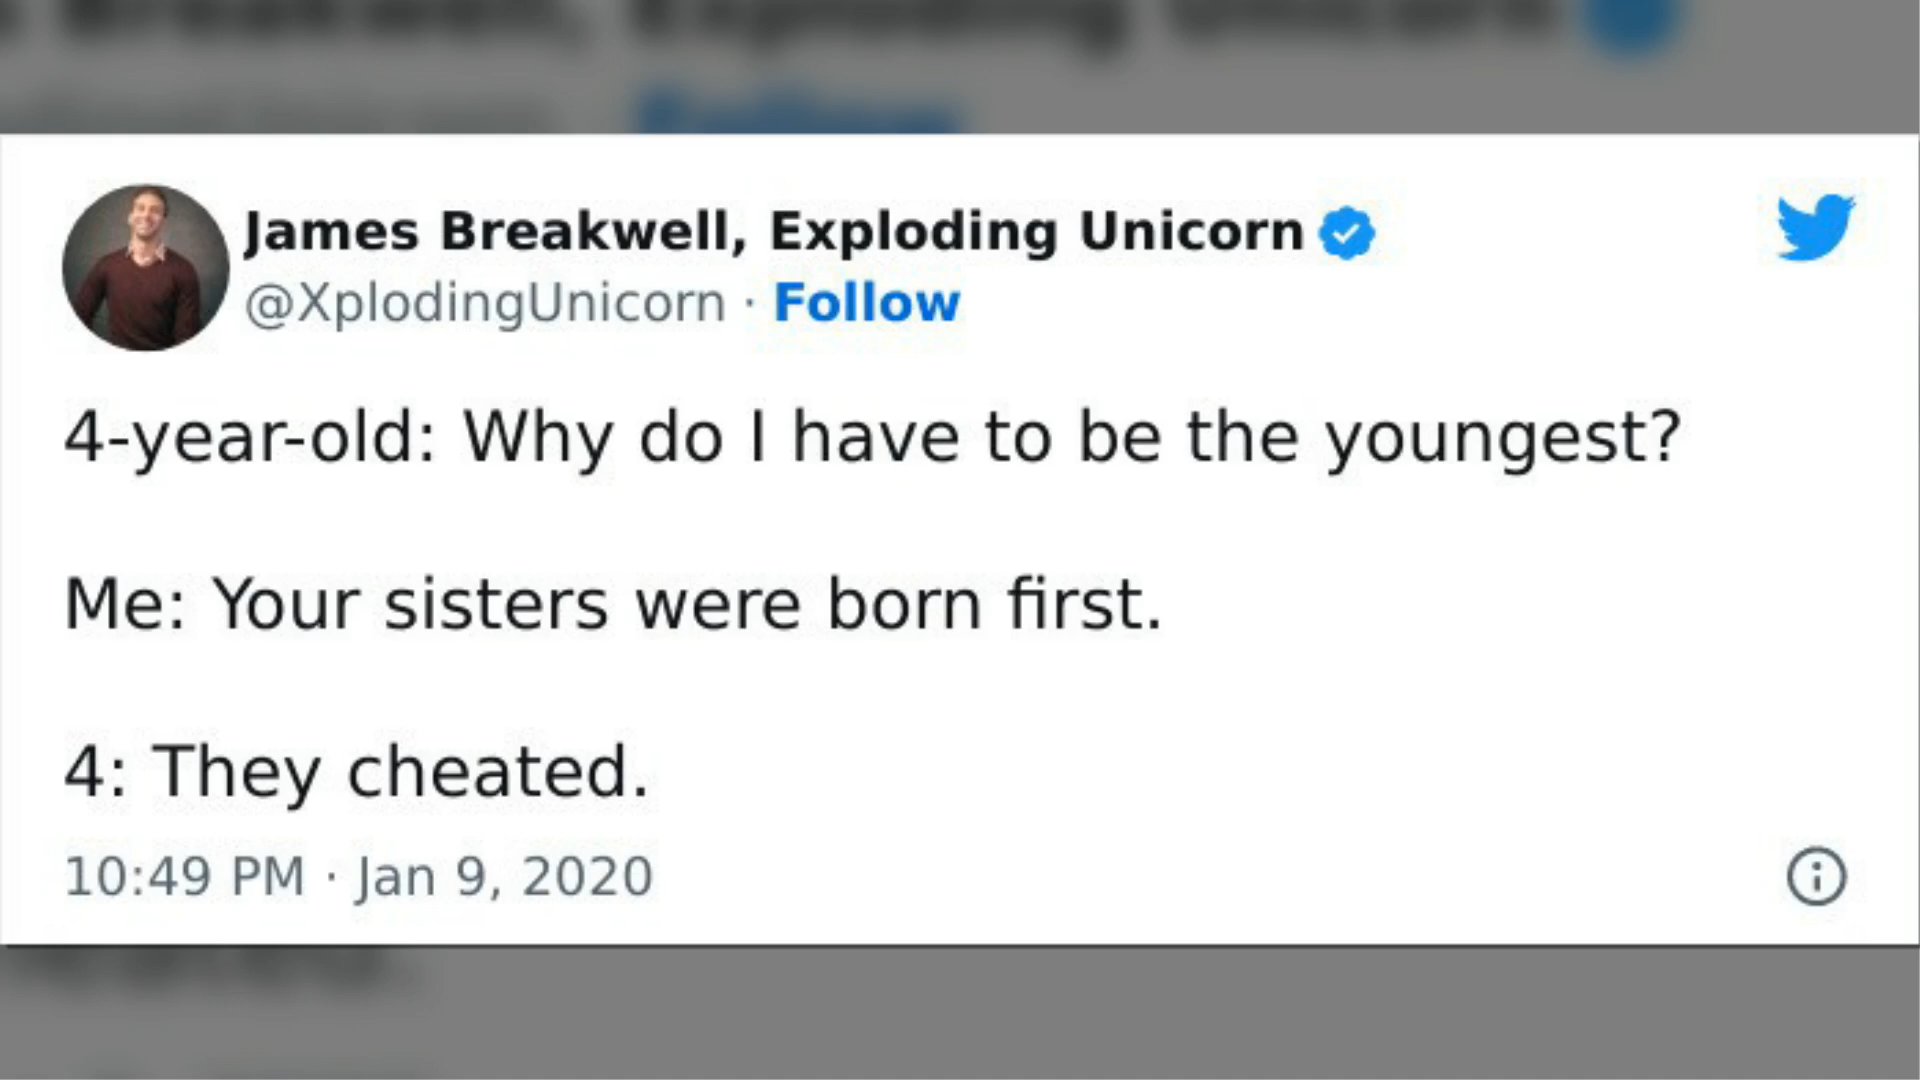 James Breakwell, Exploding Unicorn
@XplodingUnicorn · Follow
4-year-old: Why do I have to be the youngest?
Me: Your sisters were born first.
4: They cheated.
10:49 PM · Jan 9, 2020